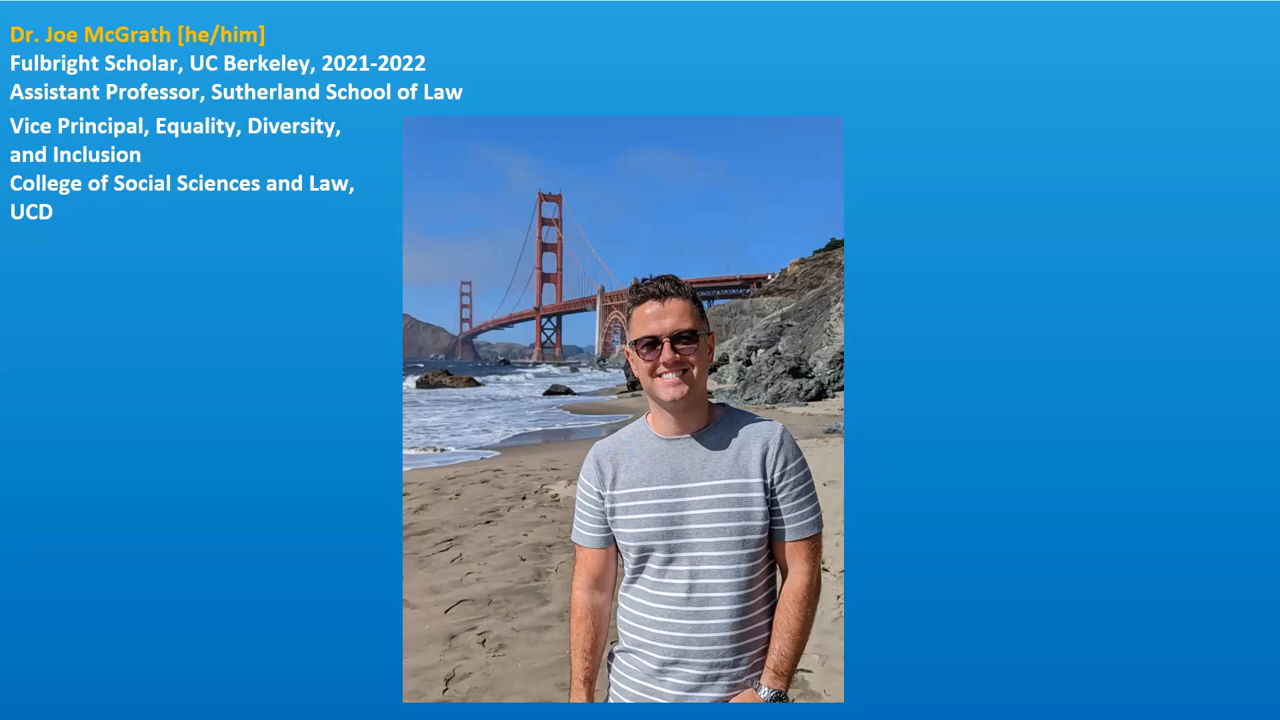 Dr. Joe McGrath [he/him]
Fulbright Scholar, UC Berkeley, 2021-2022
Assistant Professor, Sutherland School of Law
Vice Principal, Equality, Diversity,
and Inclusion
College of Social Sciences and Law,
UCD